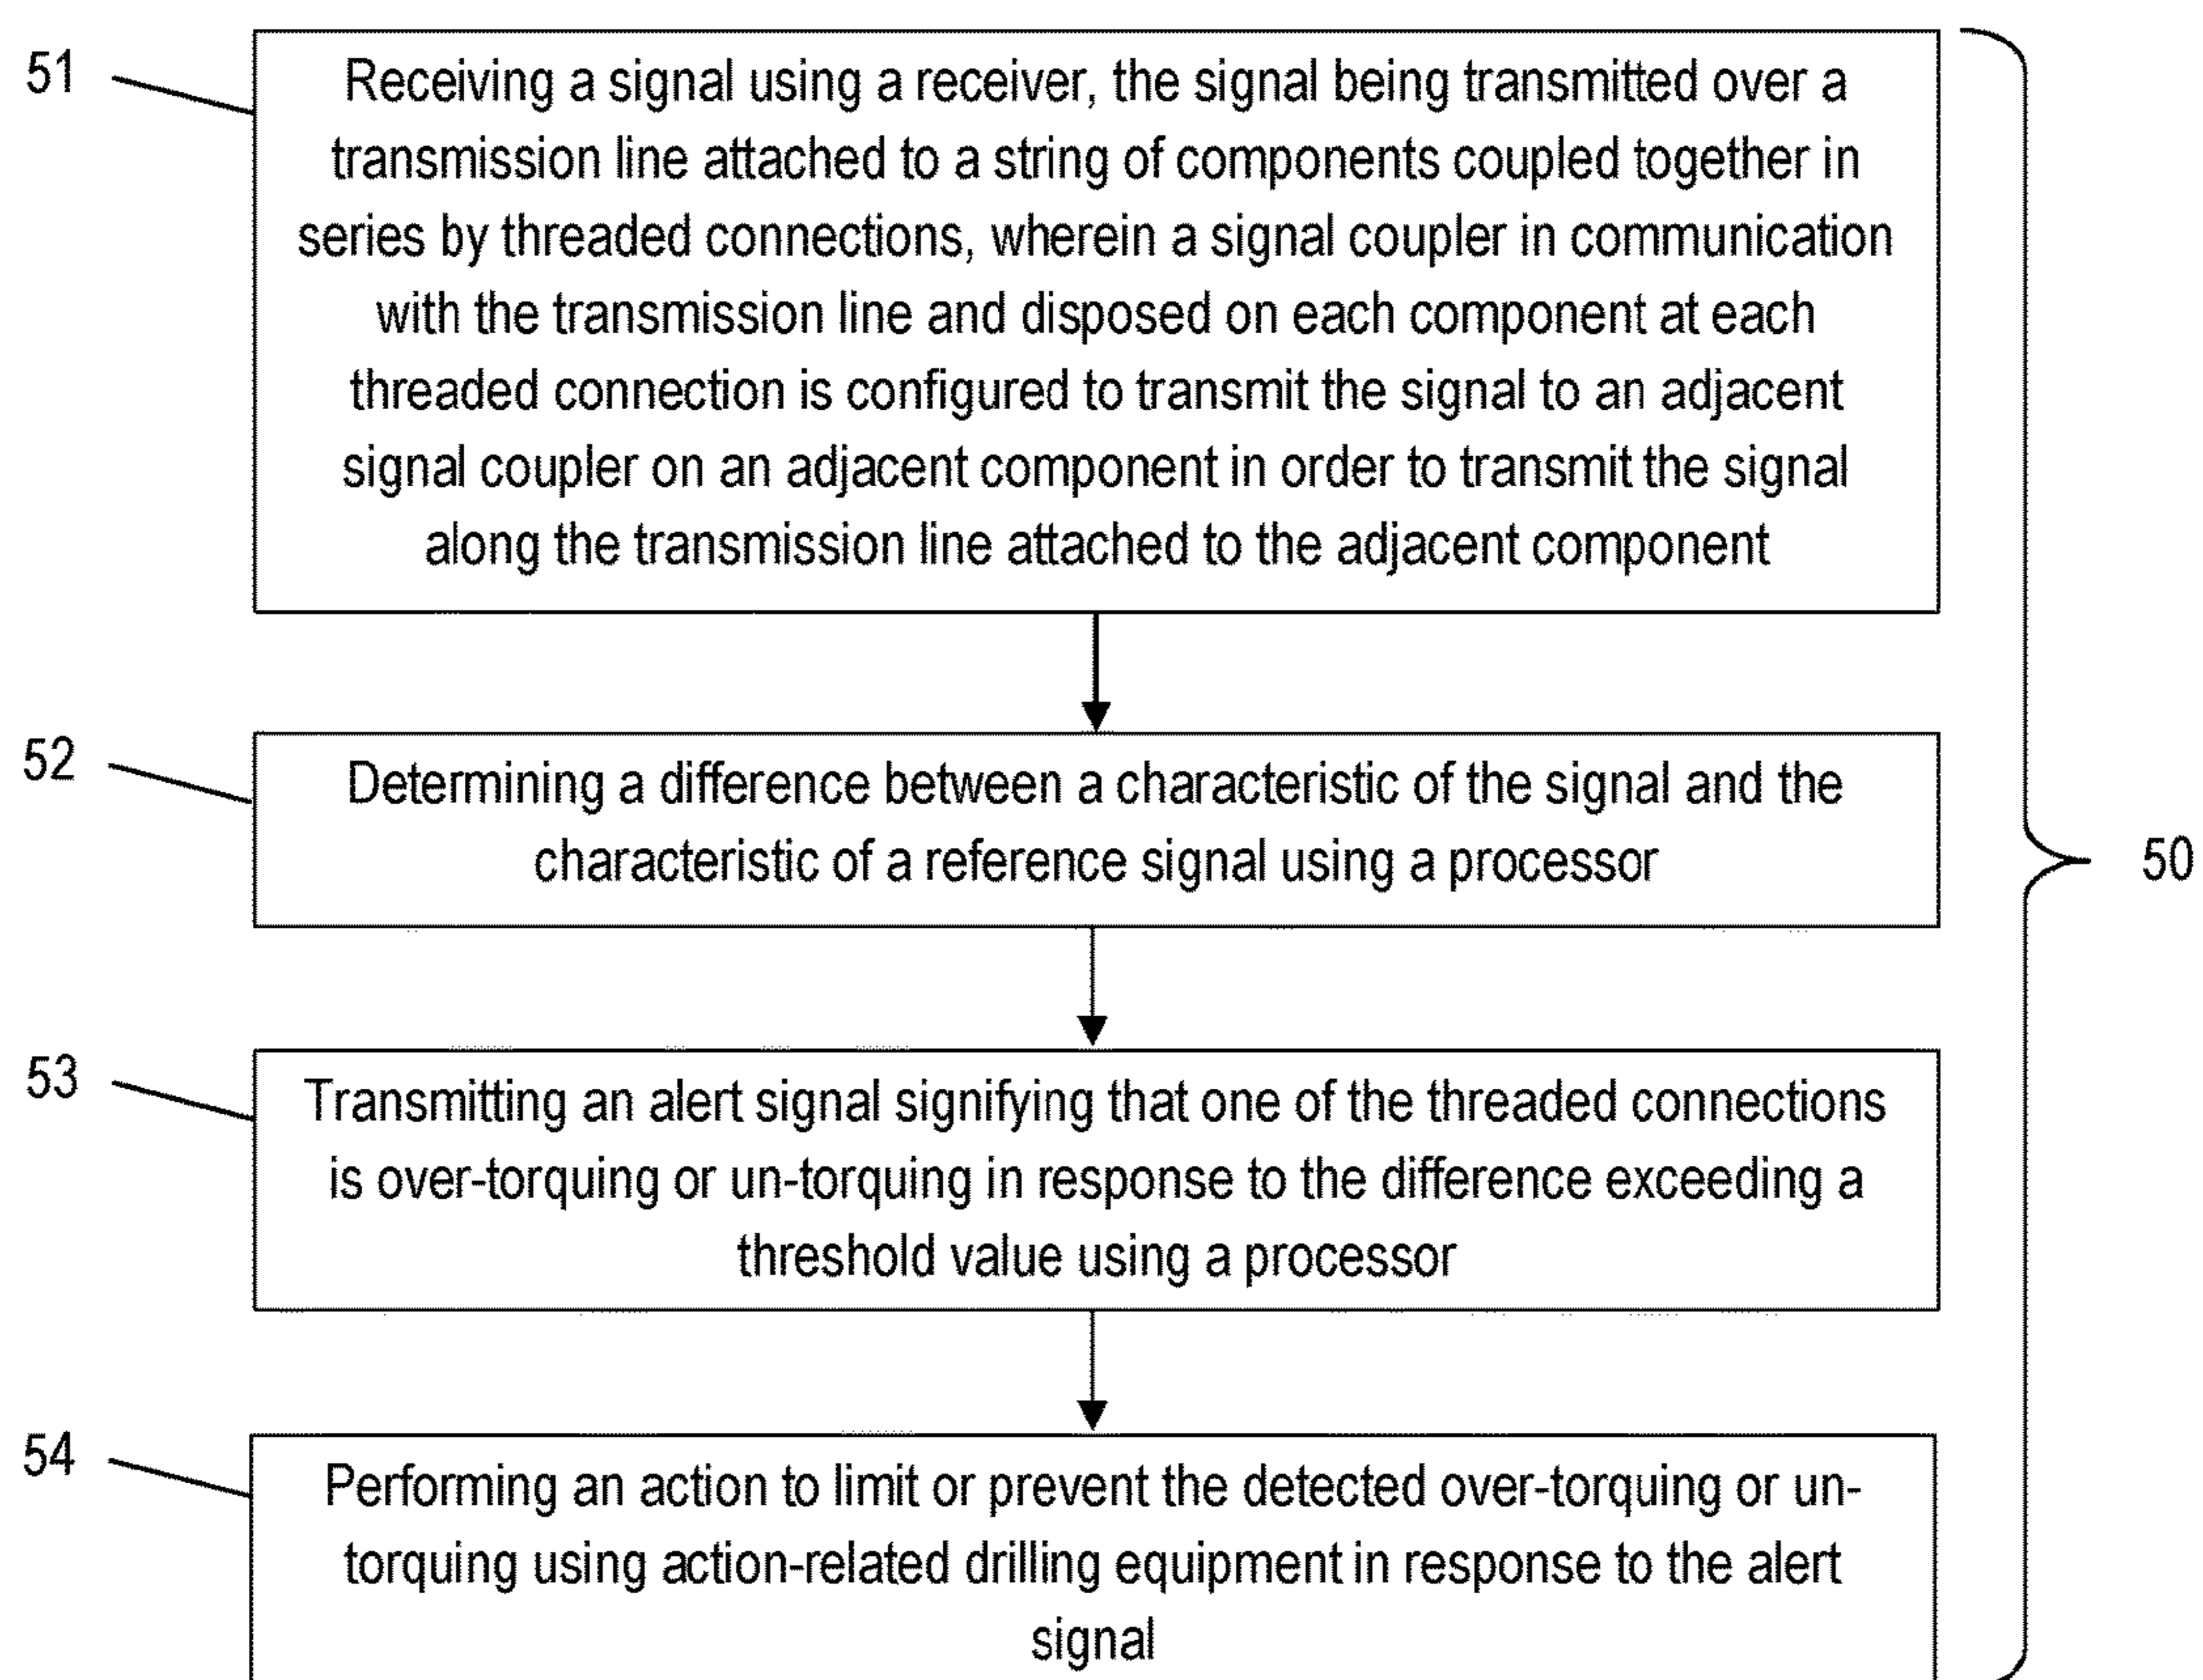 51
Receiving a signal using a receiver, the signal being transmitted over a
transmission line attached to a string of components coupled together in
series by threaded connections, wherein a signal coupler in communication
with the transmission line and disposed on each component at each
threaded connection is configured to transmit the signal to an adjacent
signal coupler on an adjacent component in order to transmit the signal
along the transmission line attached to the adjacent component
52
Determining a difference between a characteristic of the signal and the
characteristic of a reference signal using a processor
50
53
Transmitting an alert signal signifying that one of the threaded connections
is over-torquing or un-torquing in response to the difference exceeding a
threshold value using a processor
54
Performing an action to limit or prevent the detected over-torquing or un-
torquing using action-related drilling equipment in response to the alert
signal